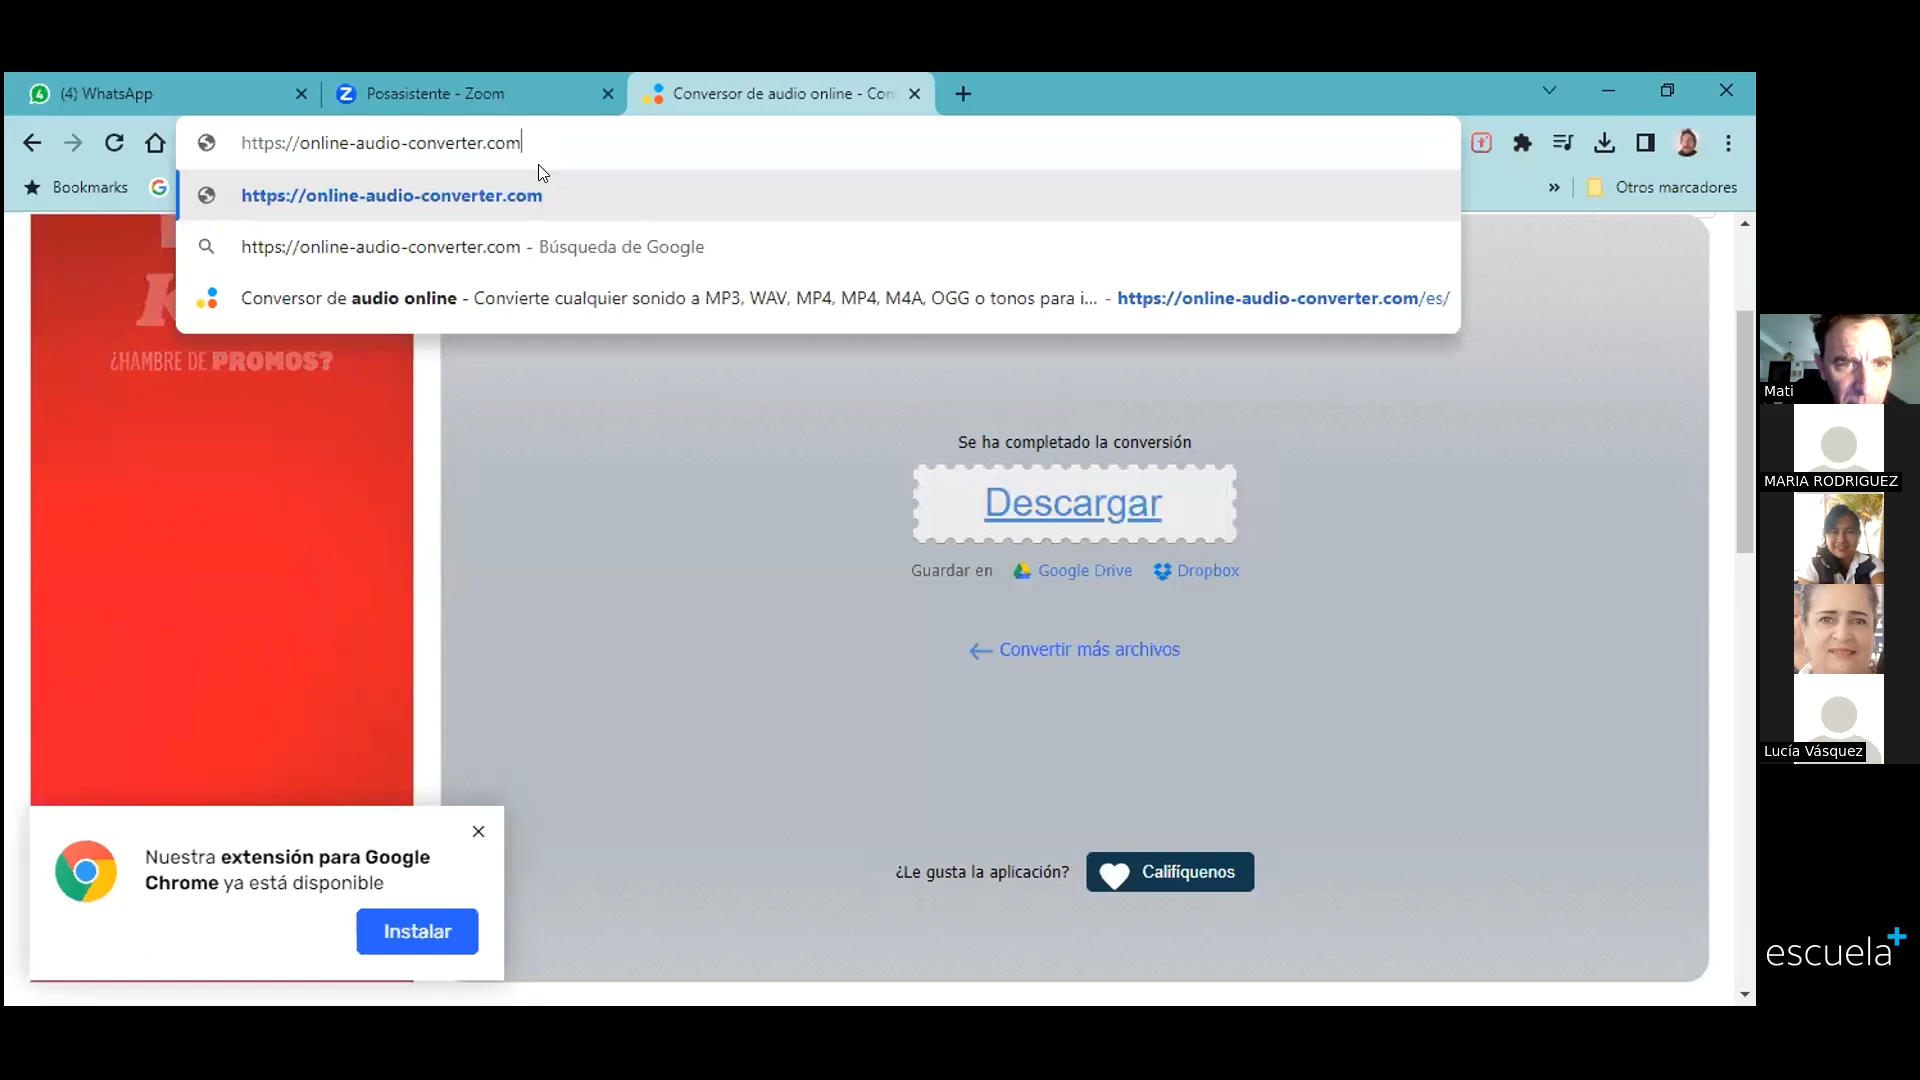 (4) WhatsApp
Posasistente - Zoom
Conversor de audio online - Con
https://online-audio-converter.com
Bookmarks
Otros marcadores
https://online-audio-converter.com
https://online-audio-converter.com - Búsqueda de Google
Conversor de audio online - Convierte cualquier sonido a MP3, WAV, MP4, MP4, M4A, OGG o tonos para i... - https://online-audio-converter.com/es/
¿HAMBRE DE PROMOS?
Se ha completado la conversión
Descargar
Guardar en Google Drive Dropbox
Convertir más archivos
¿Le gusta la aplicación? Califíquenos
Nuestra extensión para Google
Chrome ya está disponible
Instalar
Mati
MARIA RODRIGUEZ
Lucía Vásquez
escuela+